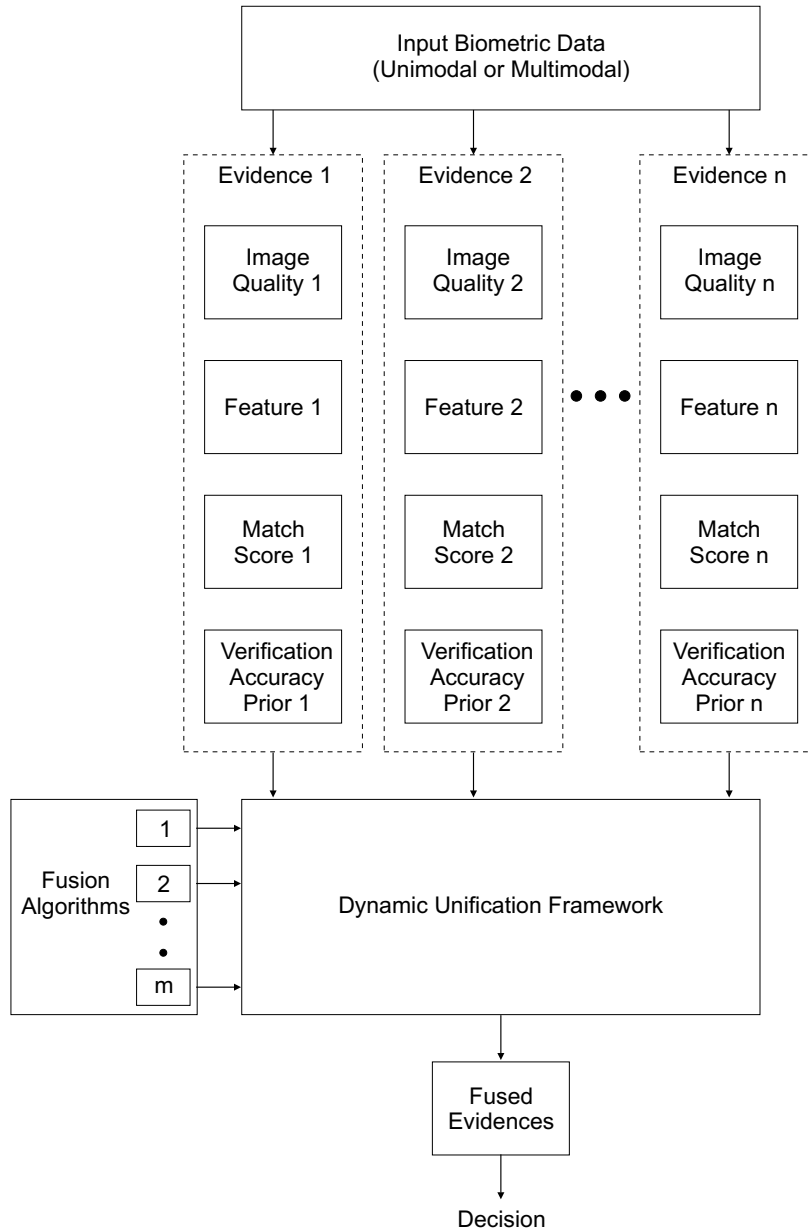 Input Biometric Data
(Unimodal or Multimodal)
Evidence 1
Image
Quality 1
Feature 1
Match
Score 1
Verification
Accuracy
Prior 1
Evidence 2
Image
Quality 2
Feature 2
Match
Score 2
Verification
Accuracy
Prior 2
Evidence n
Image
Quality n
Feature n
Match
Score n
Verification
Accuracy
Prior n
Fusion
Algorithms
1
2
m
Dynamic Unification Framework
Fused
Evidences
Decision